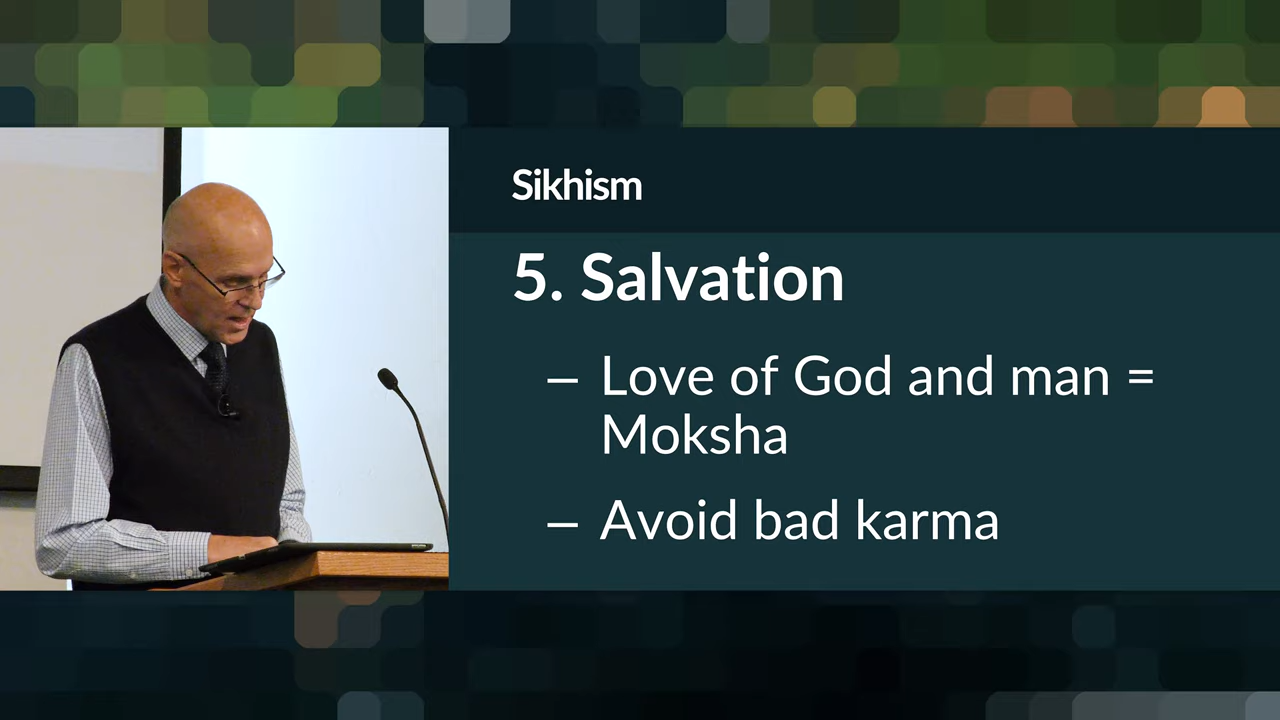 Sikhism
5. Salvation
– Love of God and man =
Moksha
– Avoid bad karma